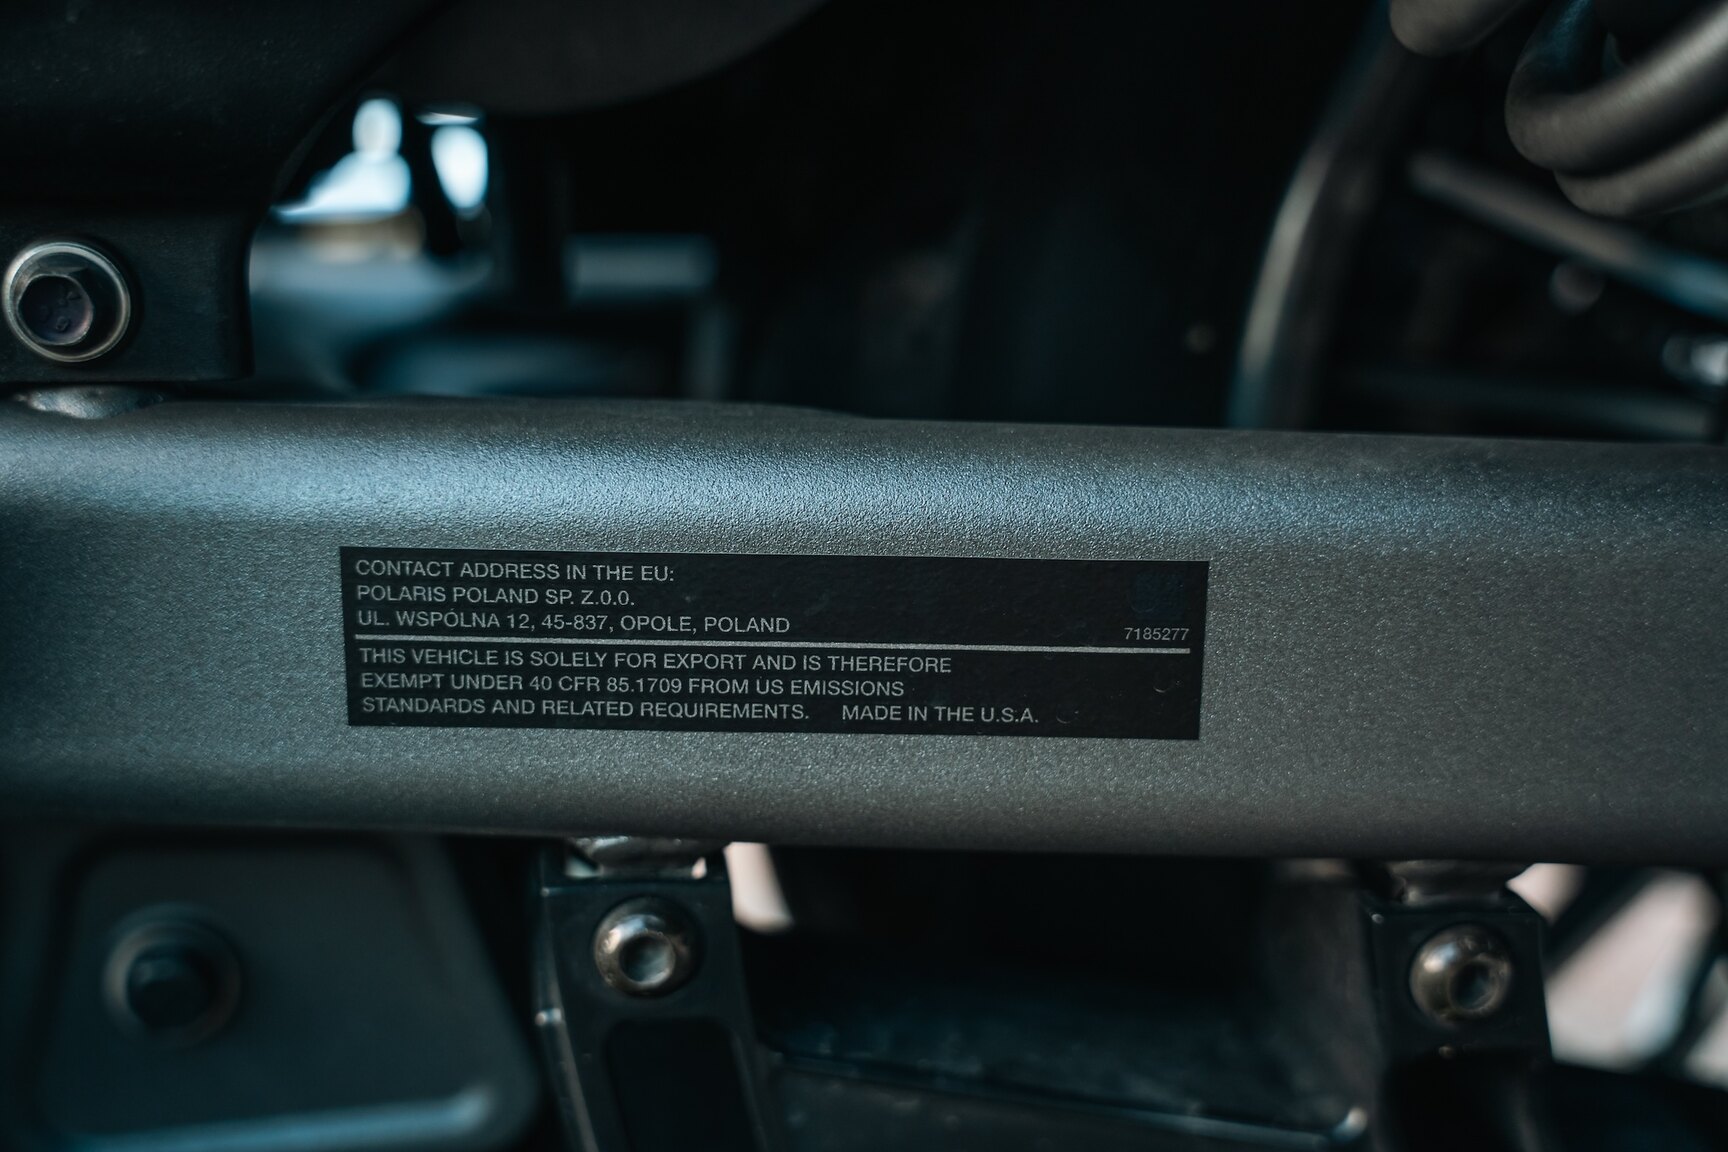 CONTACT ADDRESS IN THE EU:
POLARIS POLAND SP. Z.O.O.
UL. WSPÓLNA 12, 45-837, OPOLE, POLAND
7185277
THIS VEHICLE IS SOLELY FOR EXPORT AND IS THEREFORE
EXEMPT UNDER 40 CFR 85.1709 FROM US EMISSIONS
STANDARDS AND RELATED REQUIREMENTS. MADE IN THE U.S.A.